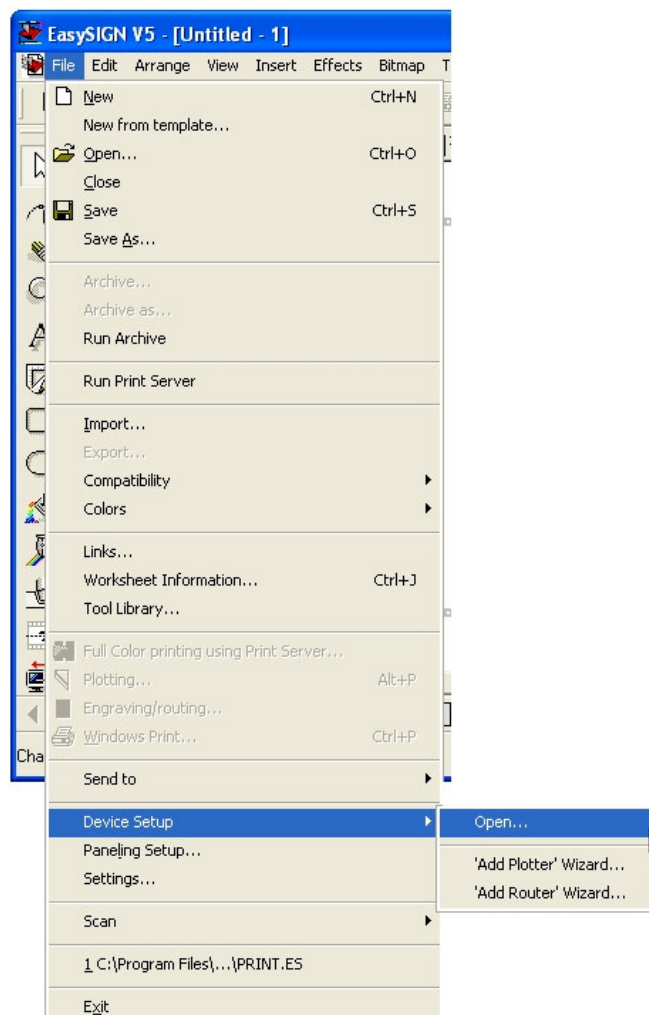 EasySIGN V5 - [Untitled - 1]
File Edit Arrange View Insert Effects Bitmap T
New Ctrl+N
New from template...
Open... Ctrl+O
Close
Save Ctrl+S
Save As...
Archive...
Archive as...
Run Archive
Run Print Server
Import...
Export...
Compatibility
Colors
Links...
Worksheet Information... Ctrl+J
Tool Library...
Full Color printing using Print Server...
Plotting... Alt+P
Engraving/routing...
Windows Print... Ctrl+P
Cha
Send to
Device Setup Open...
Paneling Setup... 'Add Plotter' Wizard...
Settings... 'Add Router' Wizard...
Scan
1 C:\Program Files\...\PRINT.ES
Exit